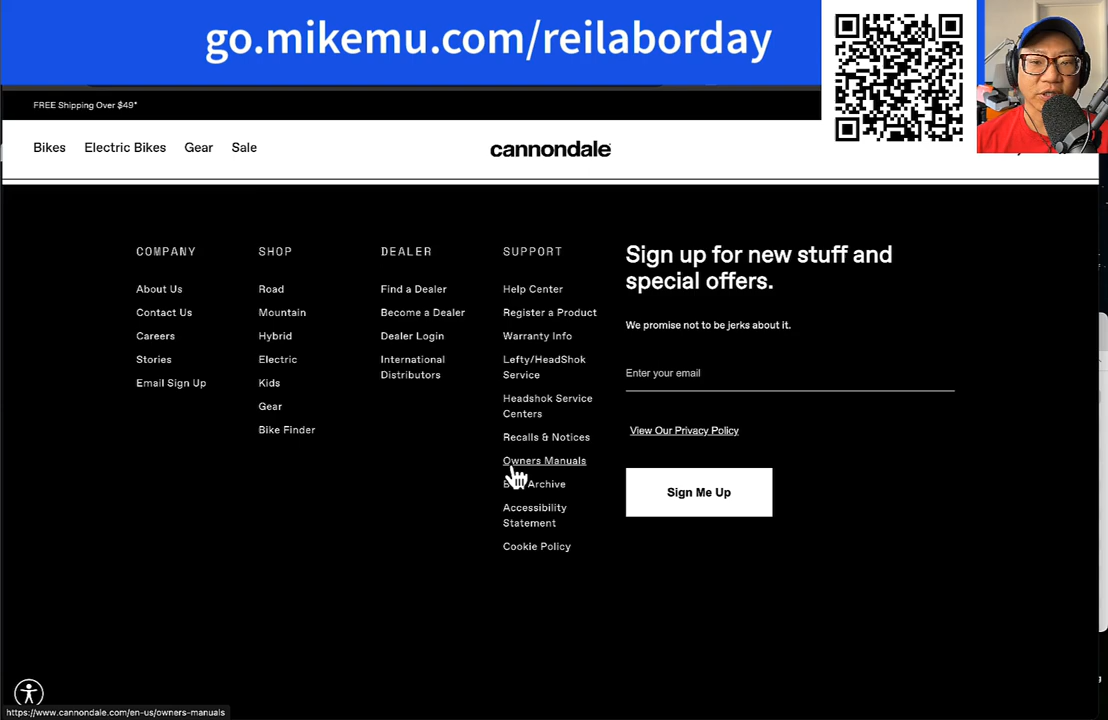 go.mikemu.com/reilaborday
FREE Shipping Over $49*
Bikes Electric Bikes Gear Sale
cannondale
COMPANY
About Us
Contact Us
Careers
Stories
Email Sign Up
SHOP
Road
Mountain
Hybrid
Electric
Kids
Gear
Bike Finder
DEALER
Find a Dealer
Become a Dealer
Dealer Login
International
Distributors
SUPPORT
Help Center
Register a Product
Warranty Info
Lefty/HeadShok
Service
Headshok Service
Centers
Recalls & Notices
Owners Manuals
Archive
Accessibility
Statement
Cookie Policy
Sign up for new stuff and
special offers.
We promise not to be jerks about it.
Enter your email
View Our Privacy Policy
Sign Me Up
https://www.cannondale.com/en-us/owners-manuals